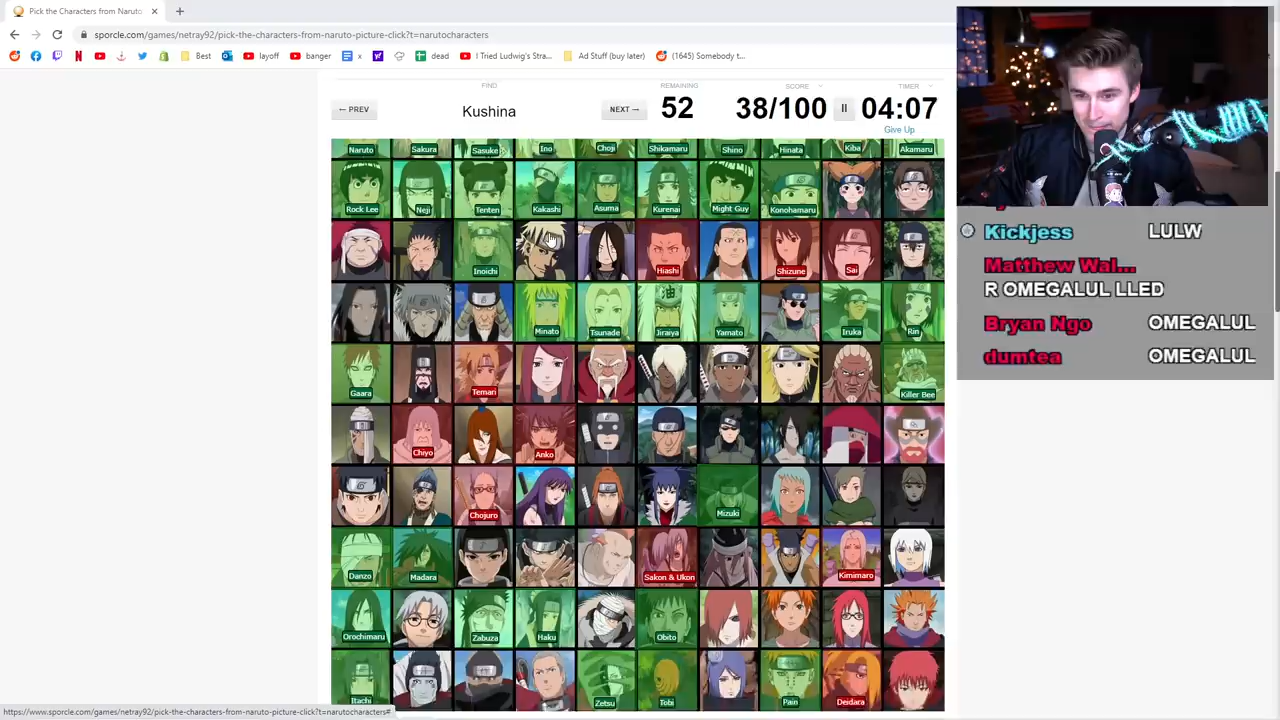 Pick the Characters from Naruto
sporcle.com/games/netray92/pick-the-characters-from-naruto-picture-click?t=narutocharacters
Best
layoff
banger
x
dead
I Tried Ludwig's Stra...
Ad Stuff (buy later)
(1645) Somebody t...
FIND
REMAINING
SCORE
TIMER
← PREV
Kushina
NEXT →
52
38/100
04:07
Give Up
Naruto Sakura Sasuke Ino Choji Shikamaru Shino Hinata Kiba Akamaru
Rock Lee Neji Tenten Kakashi Asuma Kurenai Might Guy Konohamaru
Inoichi Hiashi Shizune Sai
Minato Tsunade Jiraiya Yamato Iruka Rin
Gaara Temari Killer Bee
Chiyo Anko
Chojuro Mizuki
Danzo Madara Sakon & Ukon Kimimaro
Orochimaru Zabuza Haku Obito
Itachi Zetsu Tobi Pain Deidara
Kickjess LULW
Matthew Wal...
R OMEGALUL LLED
Bryan Ngo OMEGALUL
dumtea OMEGALUL
https://www.sporcle.com/games/netray92/pick-the-characters-from-naruto-picture-click?t=narutocharacters#